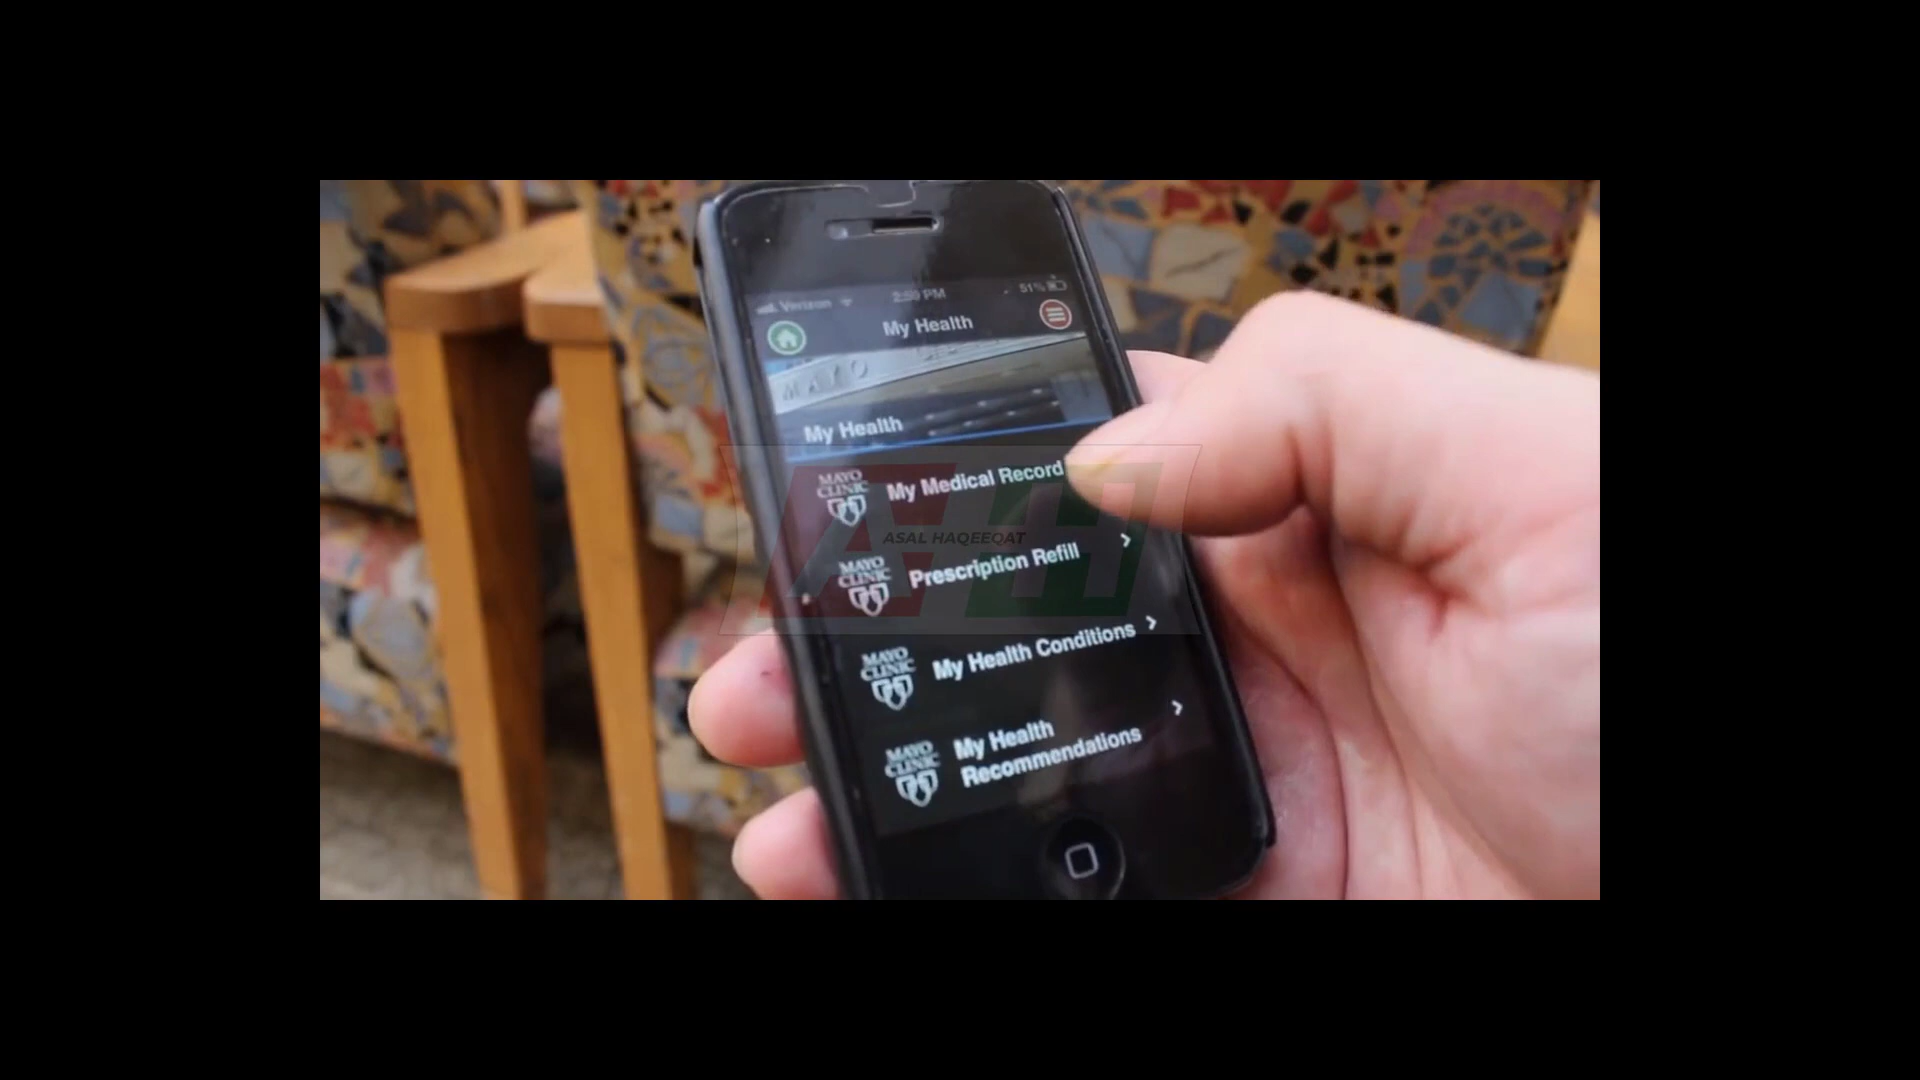 Verizon 2:59 PM 51%
My Health
MAYO
My Health
MAYO
CLINIC
My Medical Record
ASAL HAQEEQAT
MAYO
CLINIC
Prescription Refill
MAYO
CLINIC
My Health Conditions
MAYO
CLINIC
My Health
Recommendations